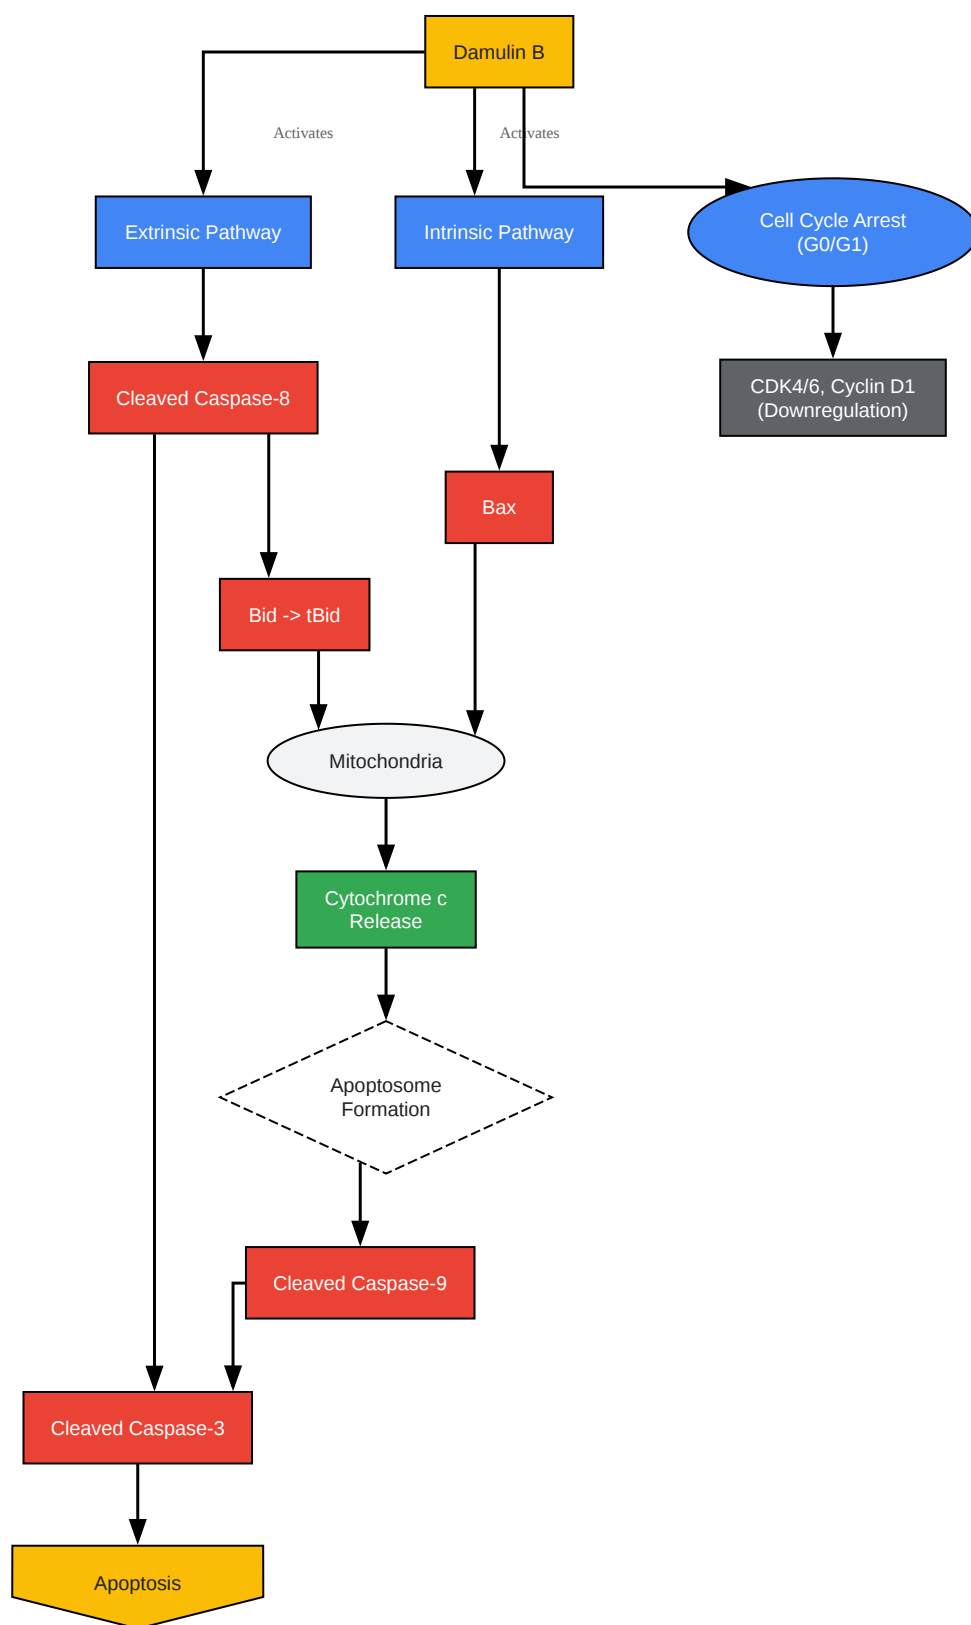 Damulin B
Activates
Activates
Extrinsic Pathway
Intrinsic Pathway
Cell Cycle Arrest
(G0/G1)
Cleaved Caspase-8
CDK4/6, Cyclin D1
(Downregulation)
Bax
Bid -> tBid
Mitochondria
Cytochrome c
Release
Apoptosome
Formation
Cleaved Caspase-9
Cleaved Caspase-3
Apoptosis